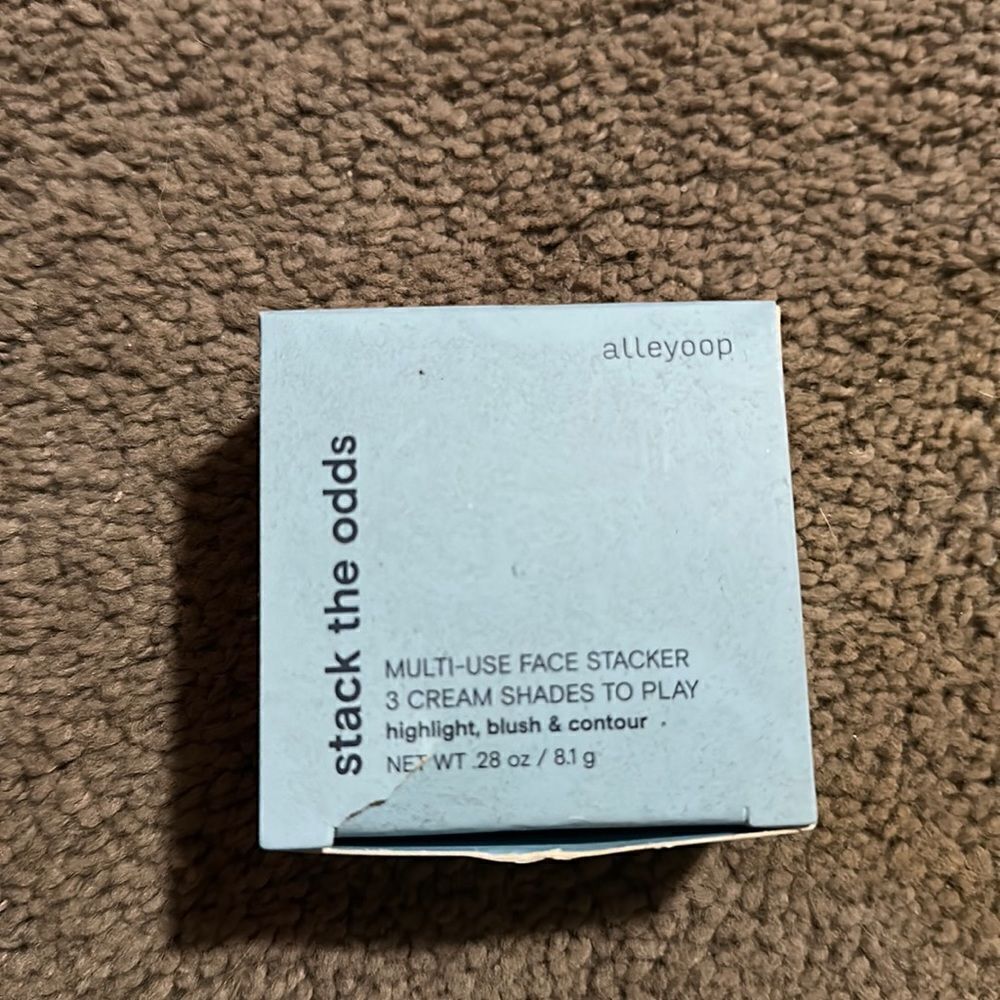 alleyoop
stack the odds
MULTI-USE FACE STACKER
3 CREAM SHADES TO PLAY
highlight, blush & contour
NET WT .28 oz / 8.1 g